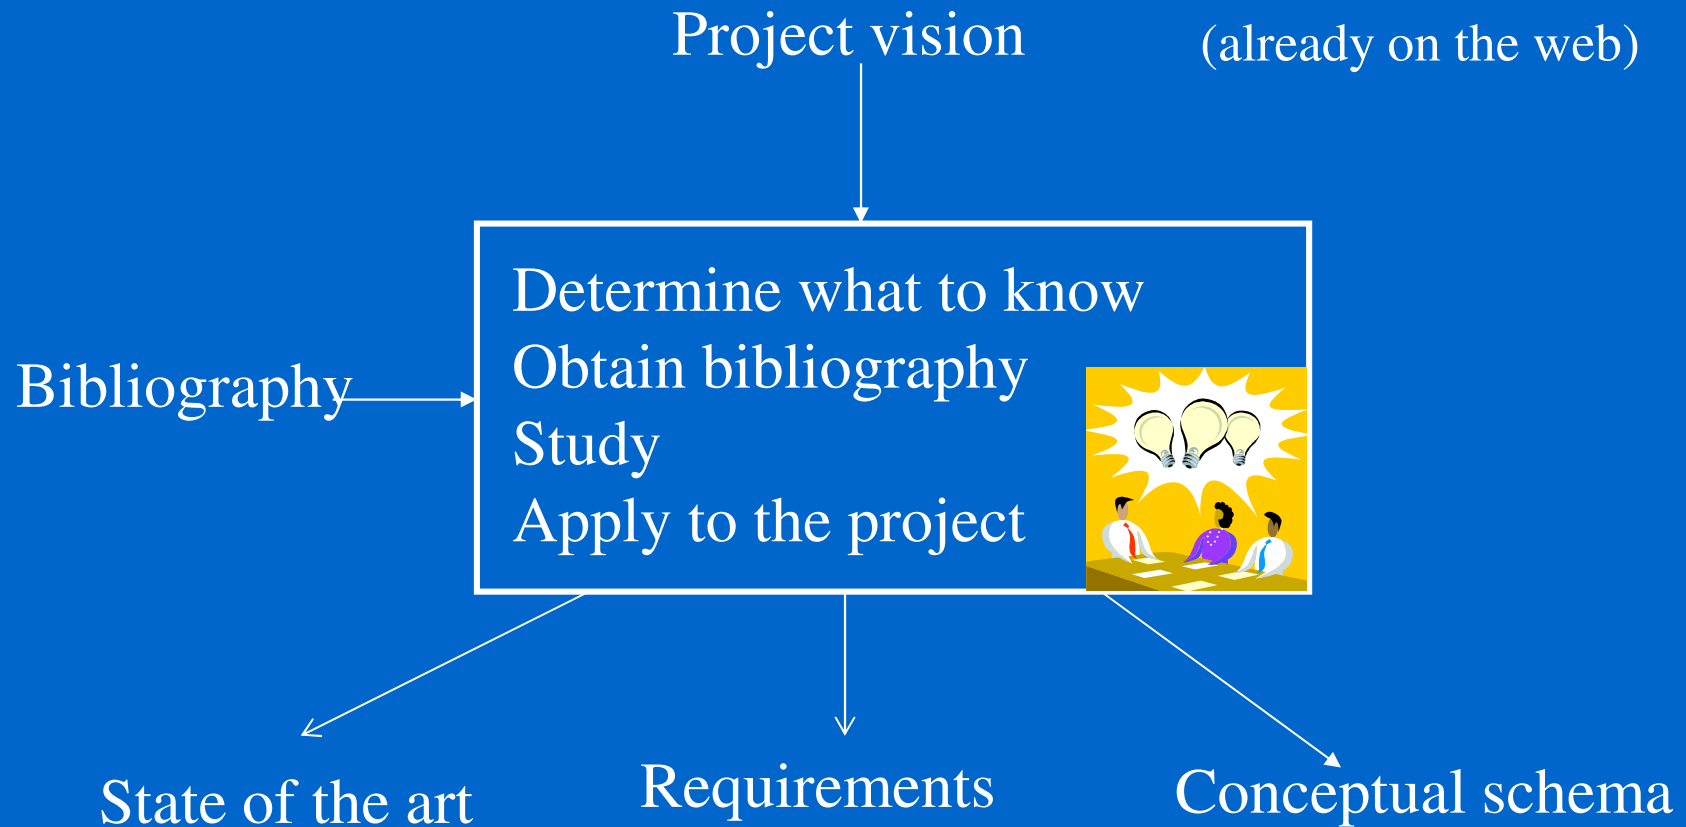 Project vision
(already on the web)
Determine what to know
Obtain bibliography
Bibliography
Study
Apply to the project
State of the art
Requirements
Conceptual schema